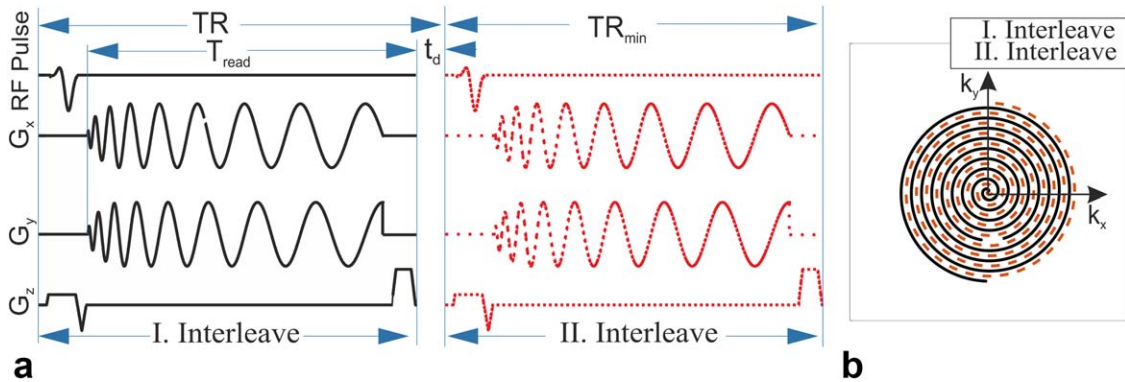 TR
TR_min
T_read
t_d
RF Pulse
G_x
G_y
G_z
I. Interleave
II. Interleave
a
I. Interleave
II. Interleave
k_y
k_x
b